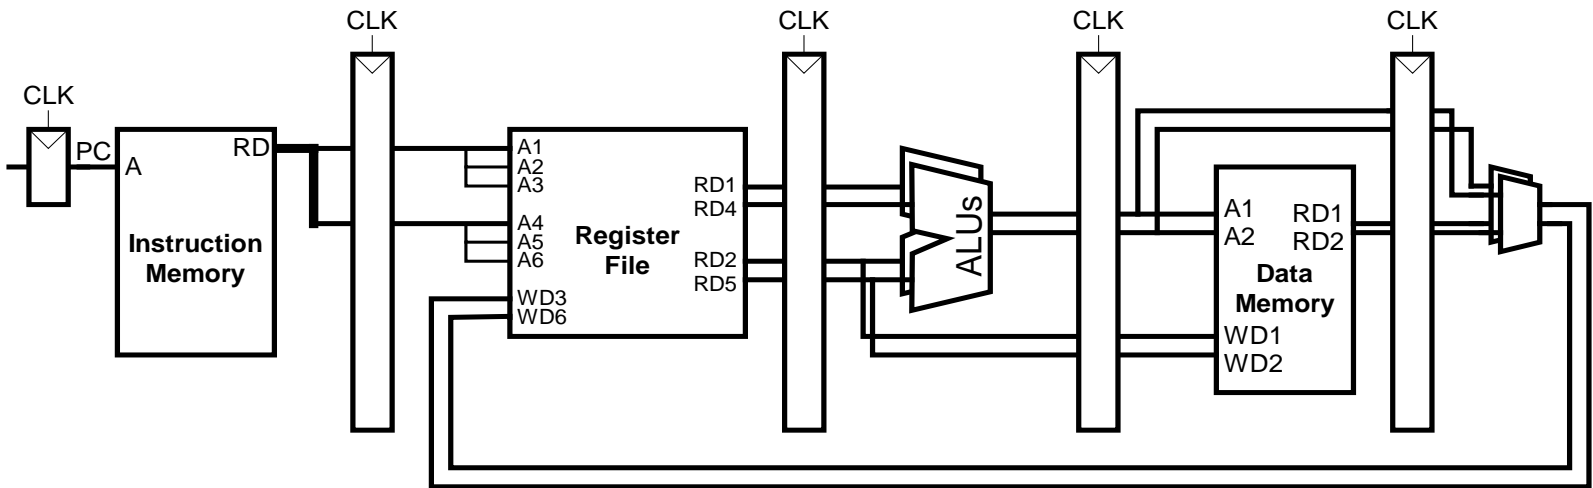 CLK
CLK
CLK
CLK
CLK
PC
A
RD
Instruction
Memory
A1
A2
A3
A4
A5
A6
WD3
WD6
Register
File
RD1
RD4
RD2
RD5
ALUs
A1
A2
RD1
RD2
Data
Memory
WD1
WD2